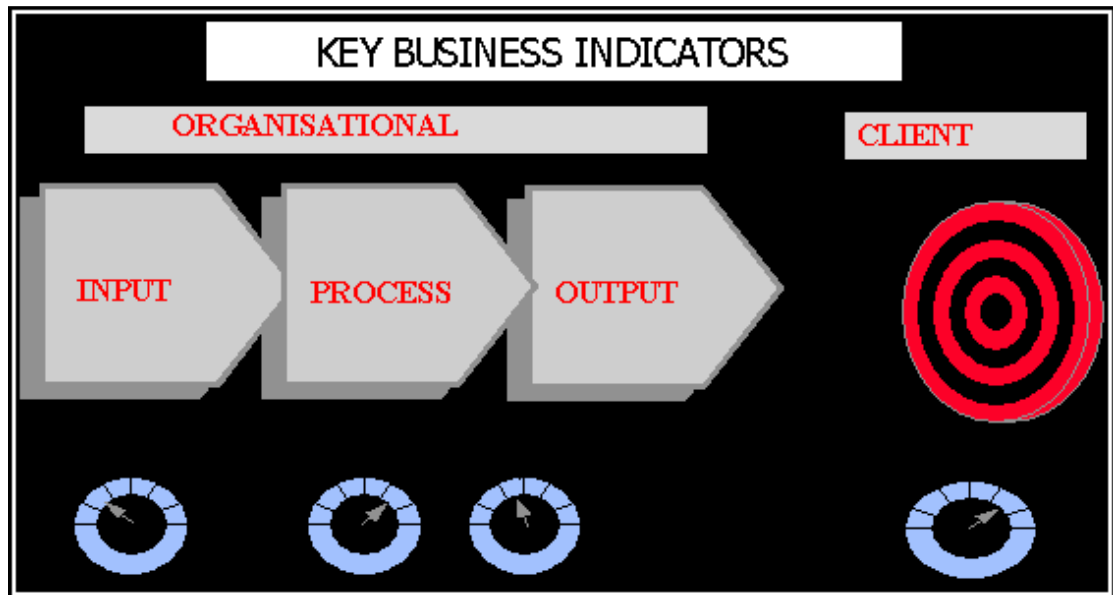 KEY BUSINESS INDICATORS
ORGANISATIONAL
CLIENT
INPUT
PROCESS
OUTPUT